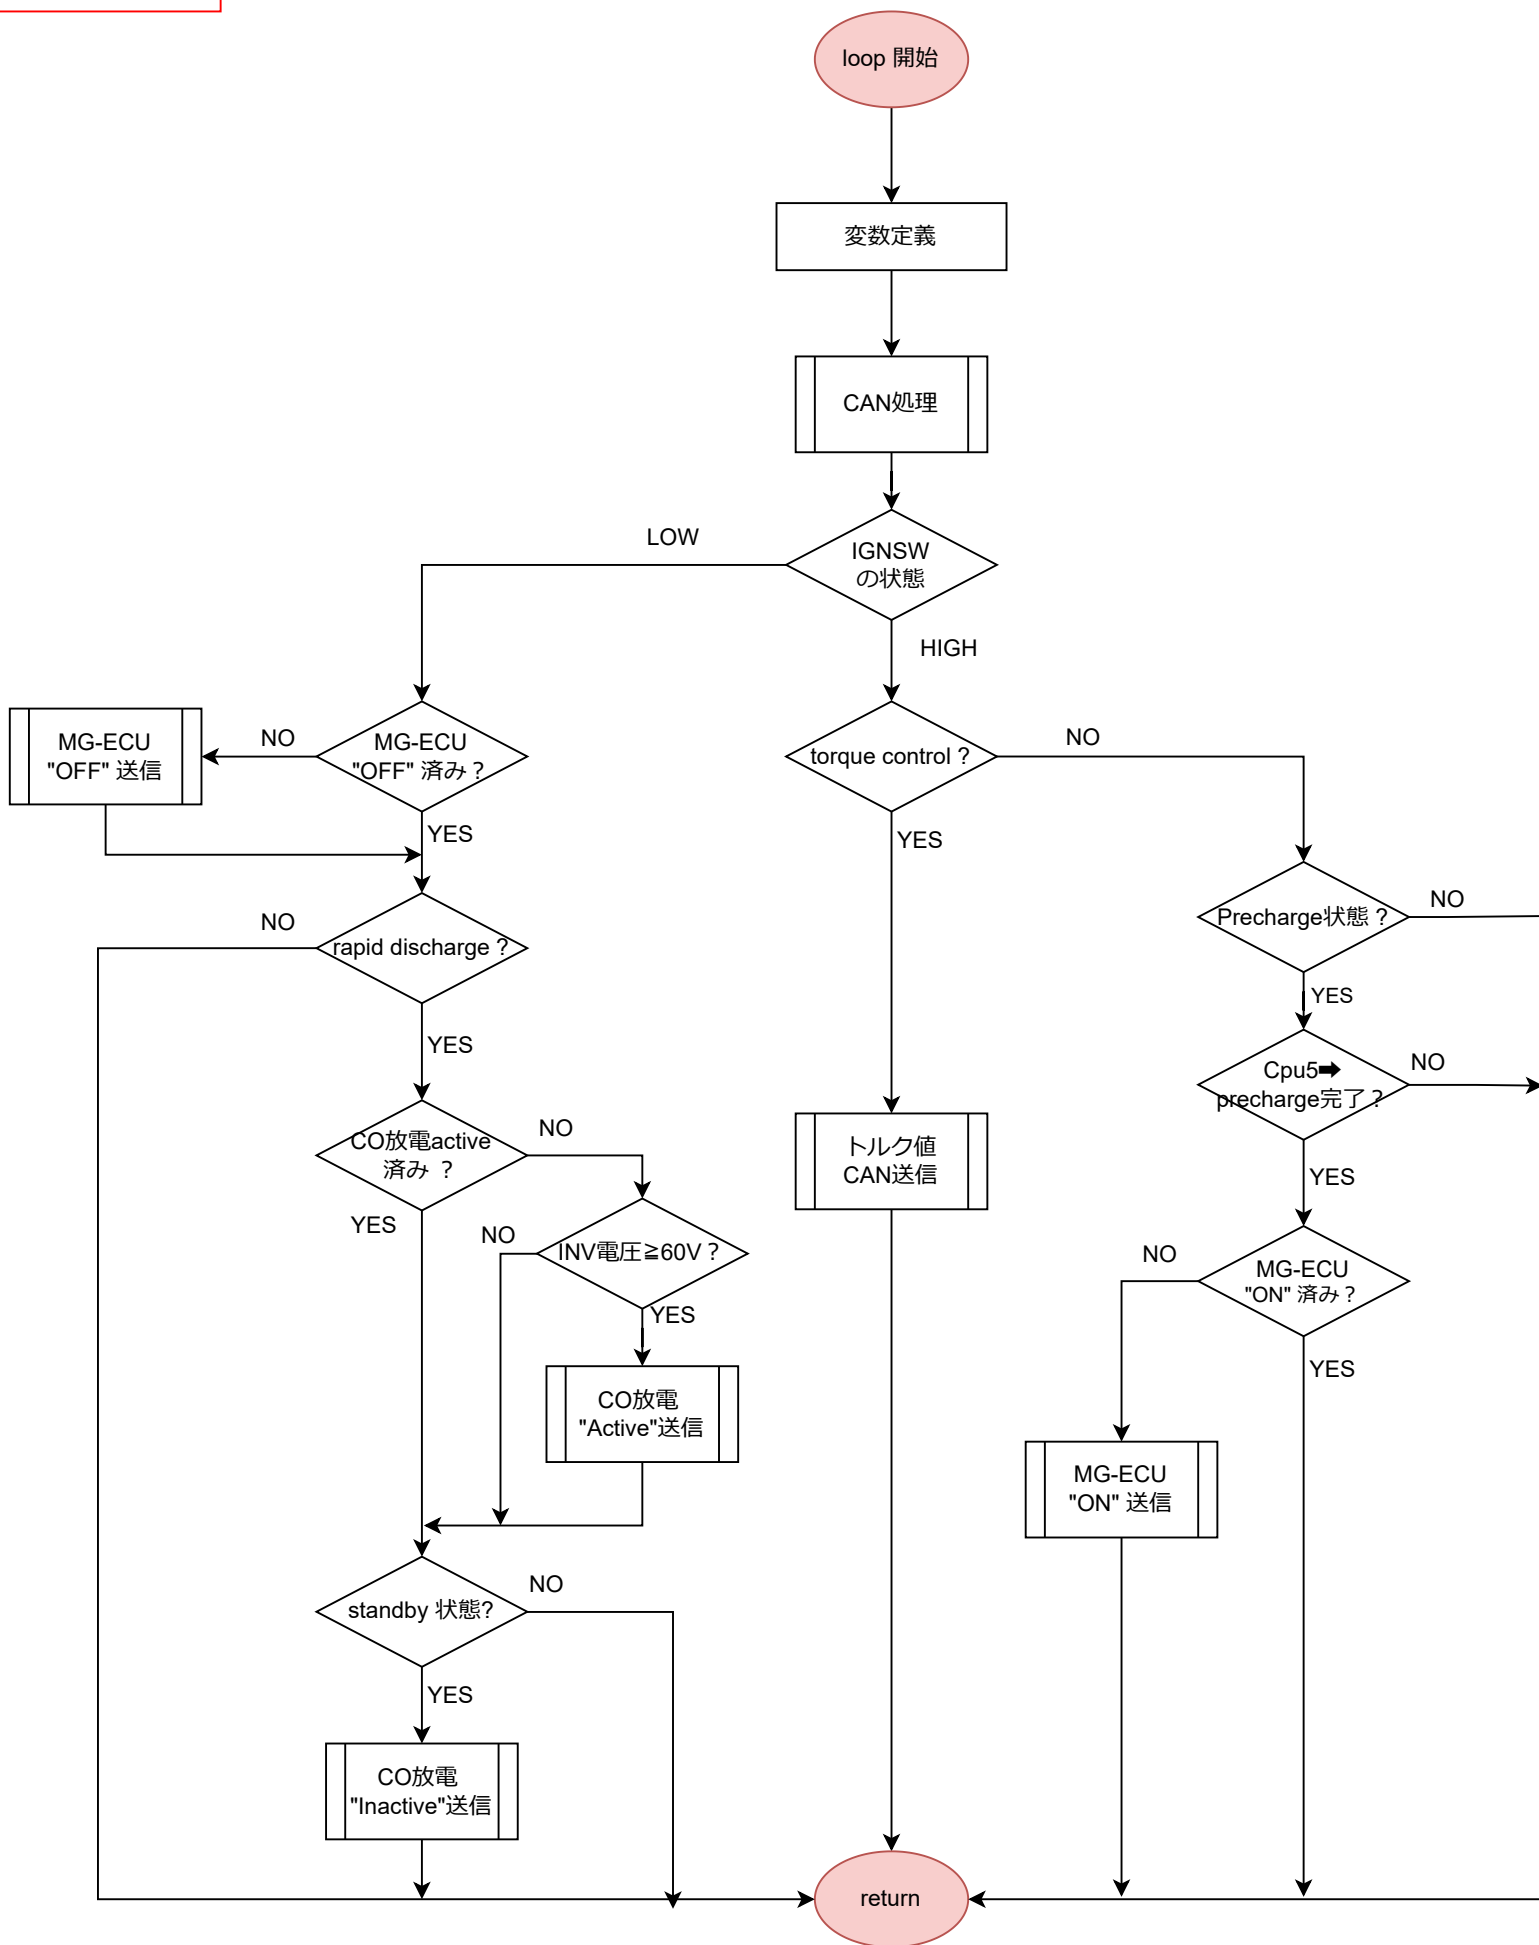 loop 開始
変数定義
CAN処理
IGNSW
の状態
LOW
HIGH
MG-ECU
"OFF" 済み？
NO
YES
MG-ECU
"OFF" 送信
rapid discharge？
NO
YES
CO放電active
済み ？
NO
YES
INV電圧≧60V？
NO
YES
CO放電
"Active"送信
standby 状態?
NO
YES
CO放電
"Inactive"送信
torque control？
NO
YES
トルク値
CAN送信
Precharge状態？
NO
YES
Cpu5➡
precharge完了？
NO
YES
MG-ECU
"ON" 済み？
NO
YES
MG-ECU
"ON" 送信
return